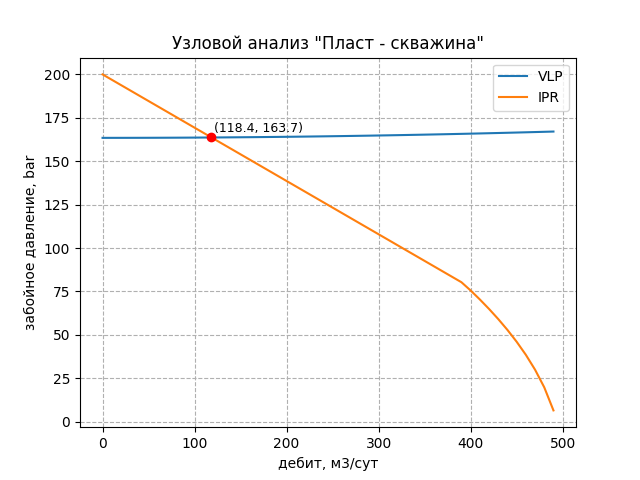 Узловой анализ "Пласт - скважина"
VLP
IPR
(118.4, 163.7)
забойное давление, bar
200
175
150
125
100
75
50
25
0
0 100 200 300 400 500
дебит, м3/сут